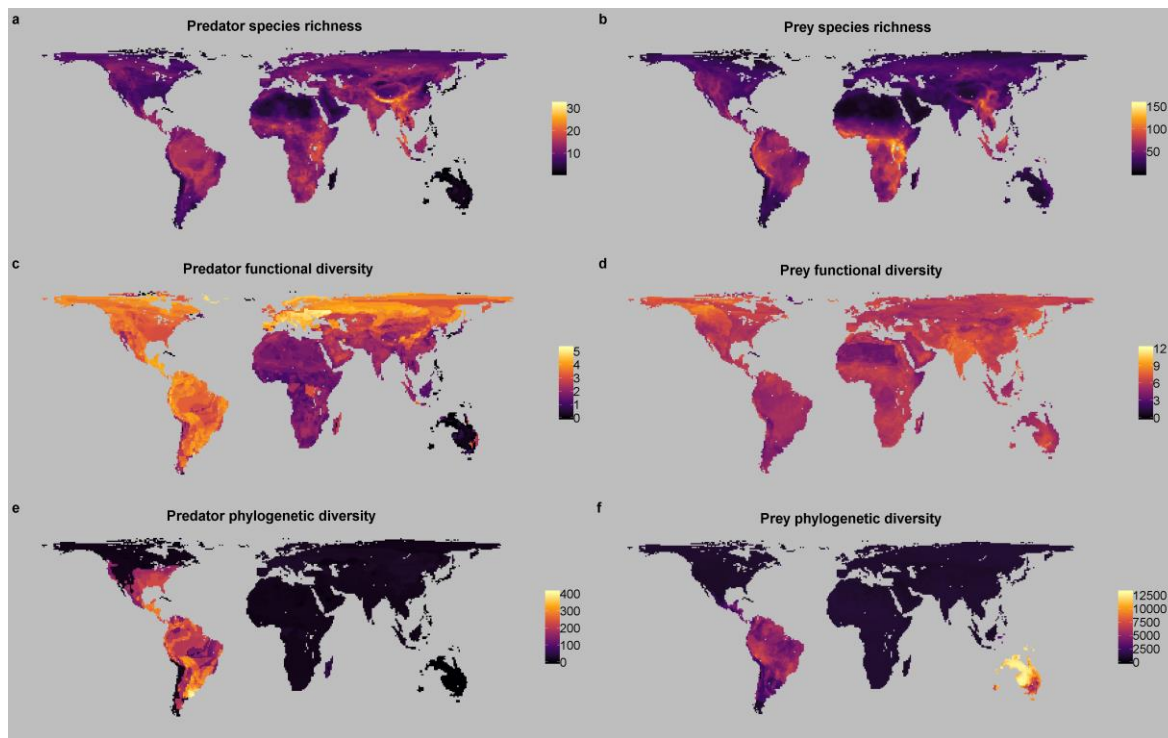 a
Predator species richness
30
20
10
b
Prey species richness
150
100
50
c
Predator functional diversity
5
4
3
2
1
0
d
Prey functional diversity
12
9
6
3
0
e
Predator phylogenetic diversity
400
300
200
100
0
f
Prey phylogenetic diversity
12500
10000
7500
5000
2500
0